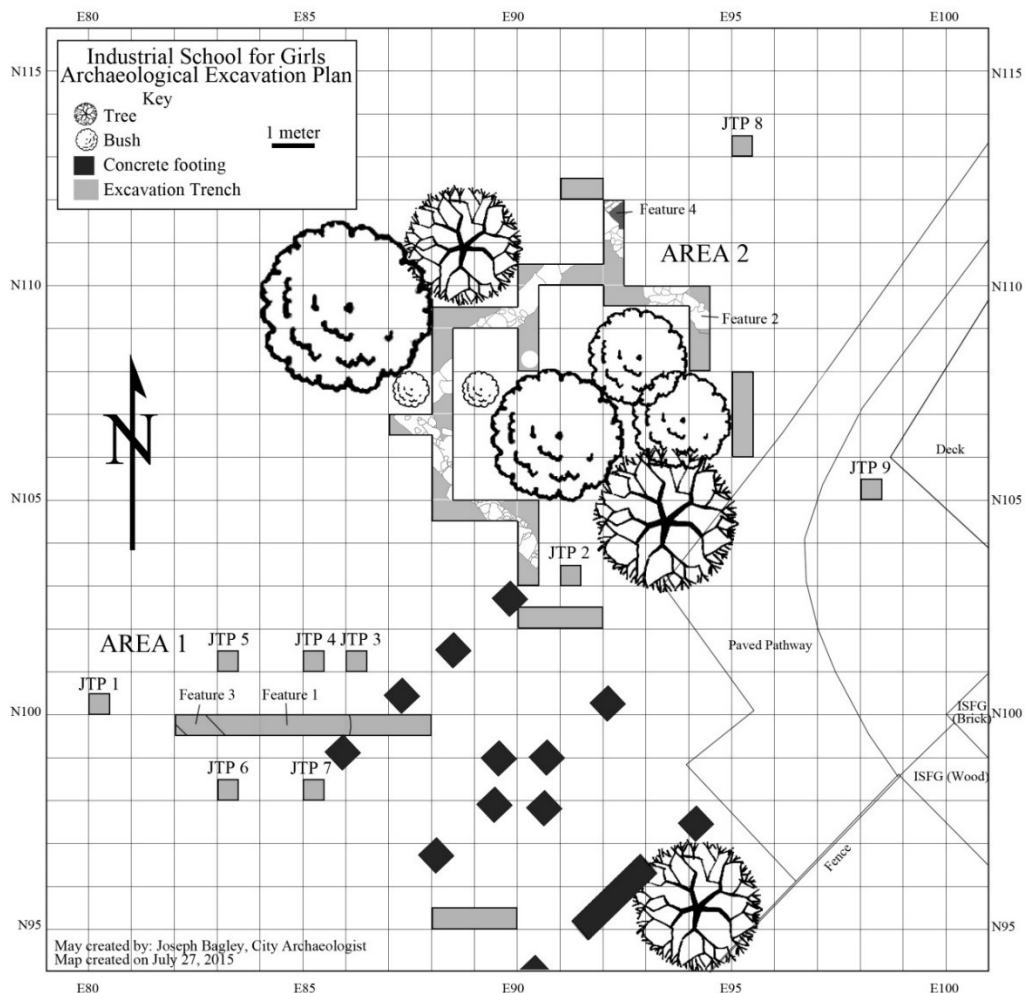 E80 E85 E90 E95 E100
Industrial School for Girls
Archaeological Excavation Plan
Key
Tree
Bush
1 meter
Concrete footing
Excavation Trench
N115
N115
JTP 8
Feature 4
AREA 2
N110
N110
Feature 2
N
Deck
JTP 9
N105
N105
JTP 2
AREA 1
JTP 5
JTP 4
JTP 3
Paved Pathway
JTP 1
Feature 3
Feature 1
N100
N100
ISFG
(Brick)
JTP 6
JTP 7
ISFG (Wood)
Fence
N95
N95
May created by: Joseph Bagley, City Archaeologist
Map created on July 27, 2015
E80 E85 E90 E95 E100